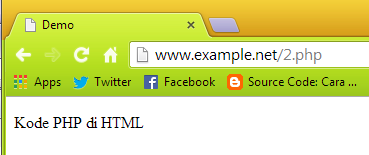 Demo
www.example.net/2.php
Apps Twitter Facebook Source Code: Cara ...
Kode PHP di HTML